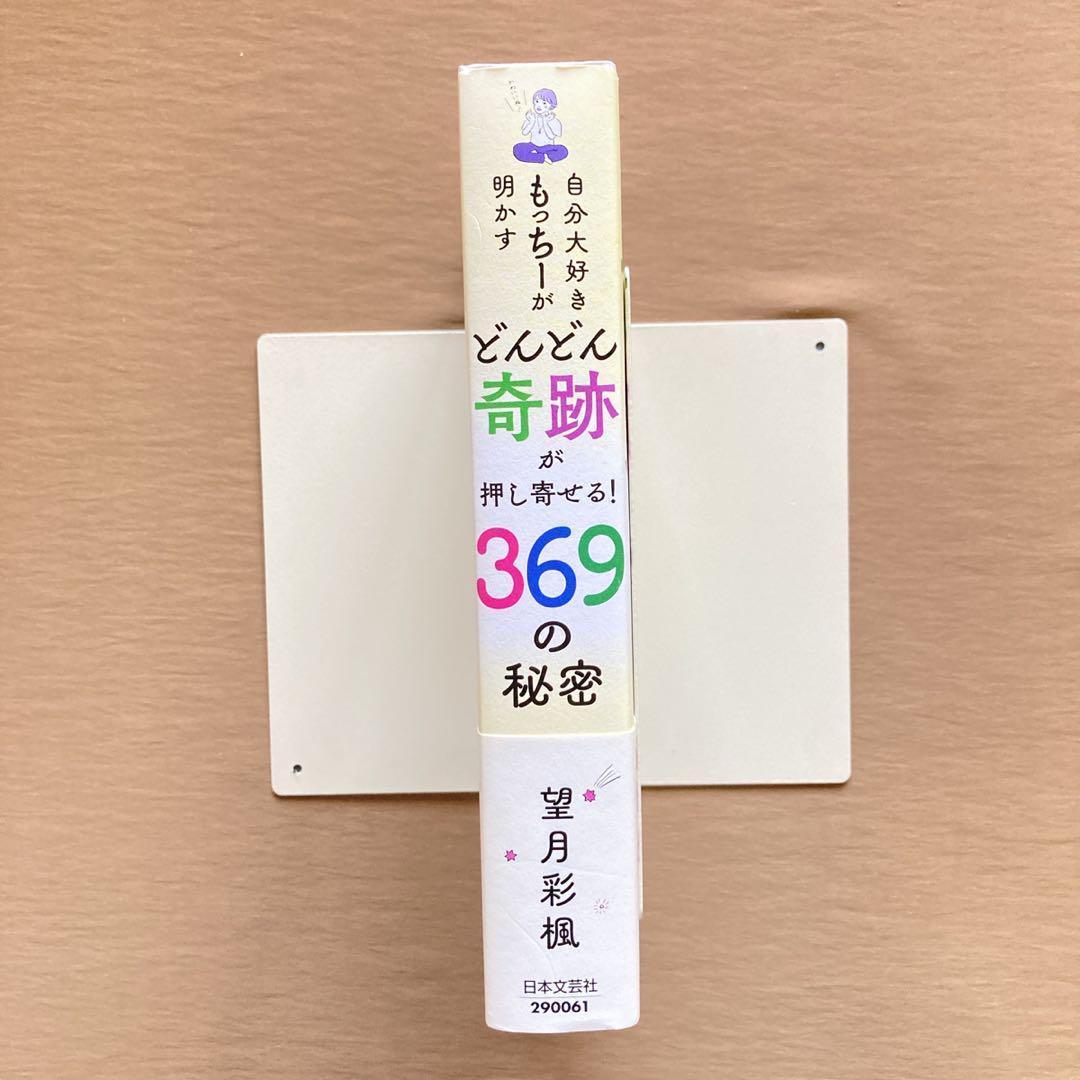 自分大好き
もっちーが
明かす
どんどん
奇跡
が
押し寄せる!
369
の
秘密
望月彩楓
日本文芸社
290061